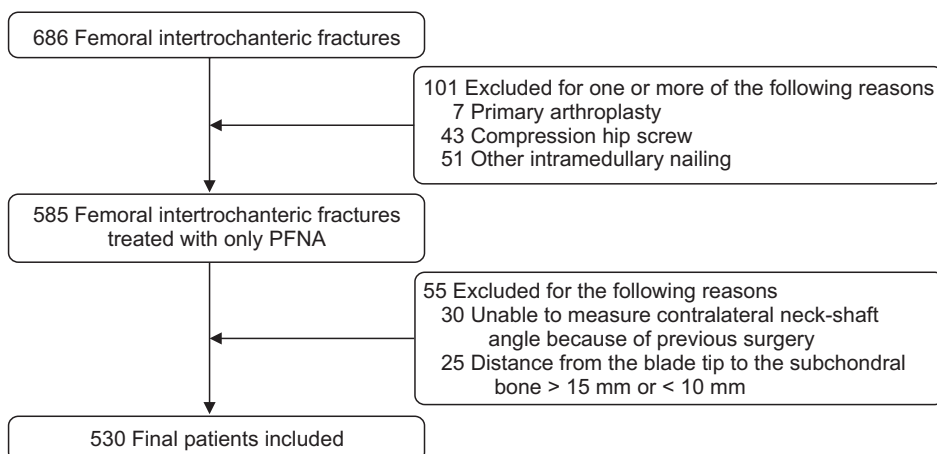 686 Femoral intertrochanteric fractures
101 Excluded for one or more of the following reasons
7 Primary arthroplasty
43 Compression hip screw
51 Other intramedullary nailing
585 Femoral intertrochanteric fractures
treated with only PFNA
55 Excluded for the following reasons
30 Unable to measure contralateral neck-shaft
angle because of previous surgery
25 Distance from the blade tip to the subchondral
bone > 15 mm or < 10 mm
530 Final patients included